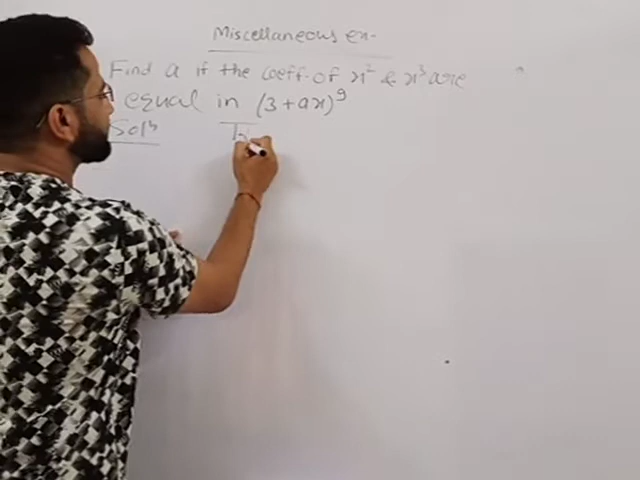 Miscellaneous ex-
Find a if the coeff. of x² & x³ are
equal in (3+ax)⁹
Solⁿ